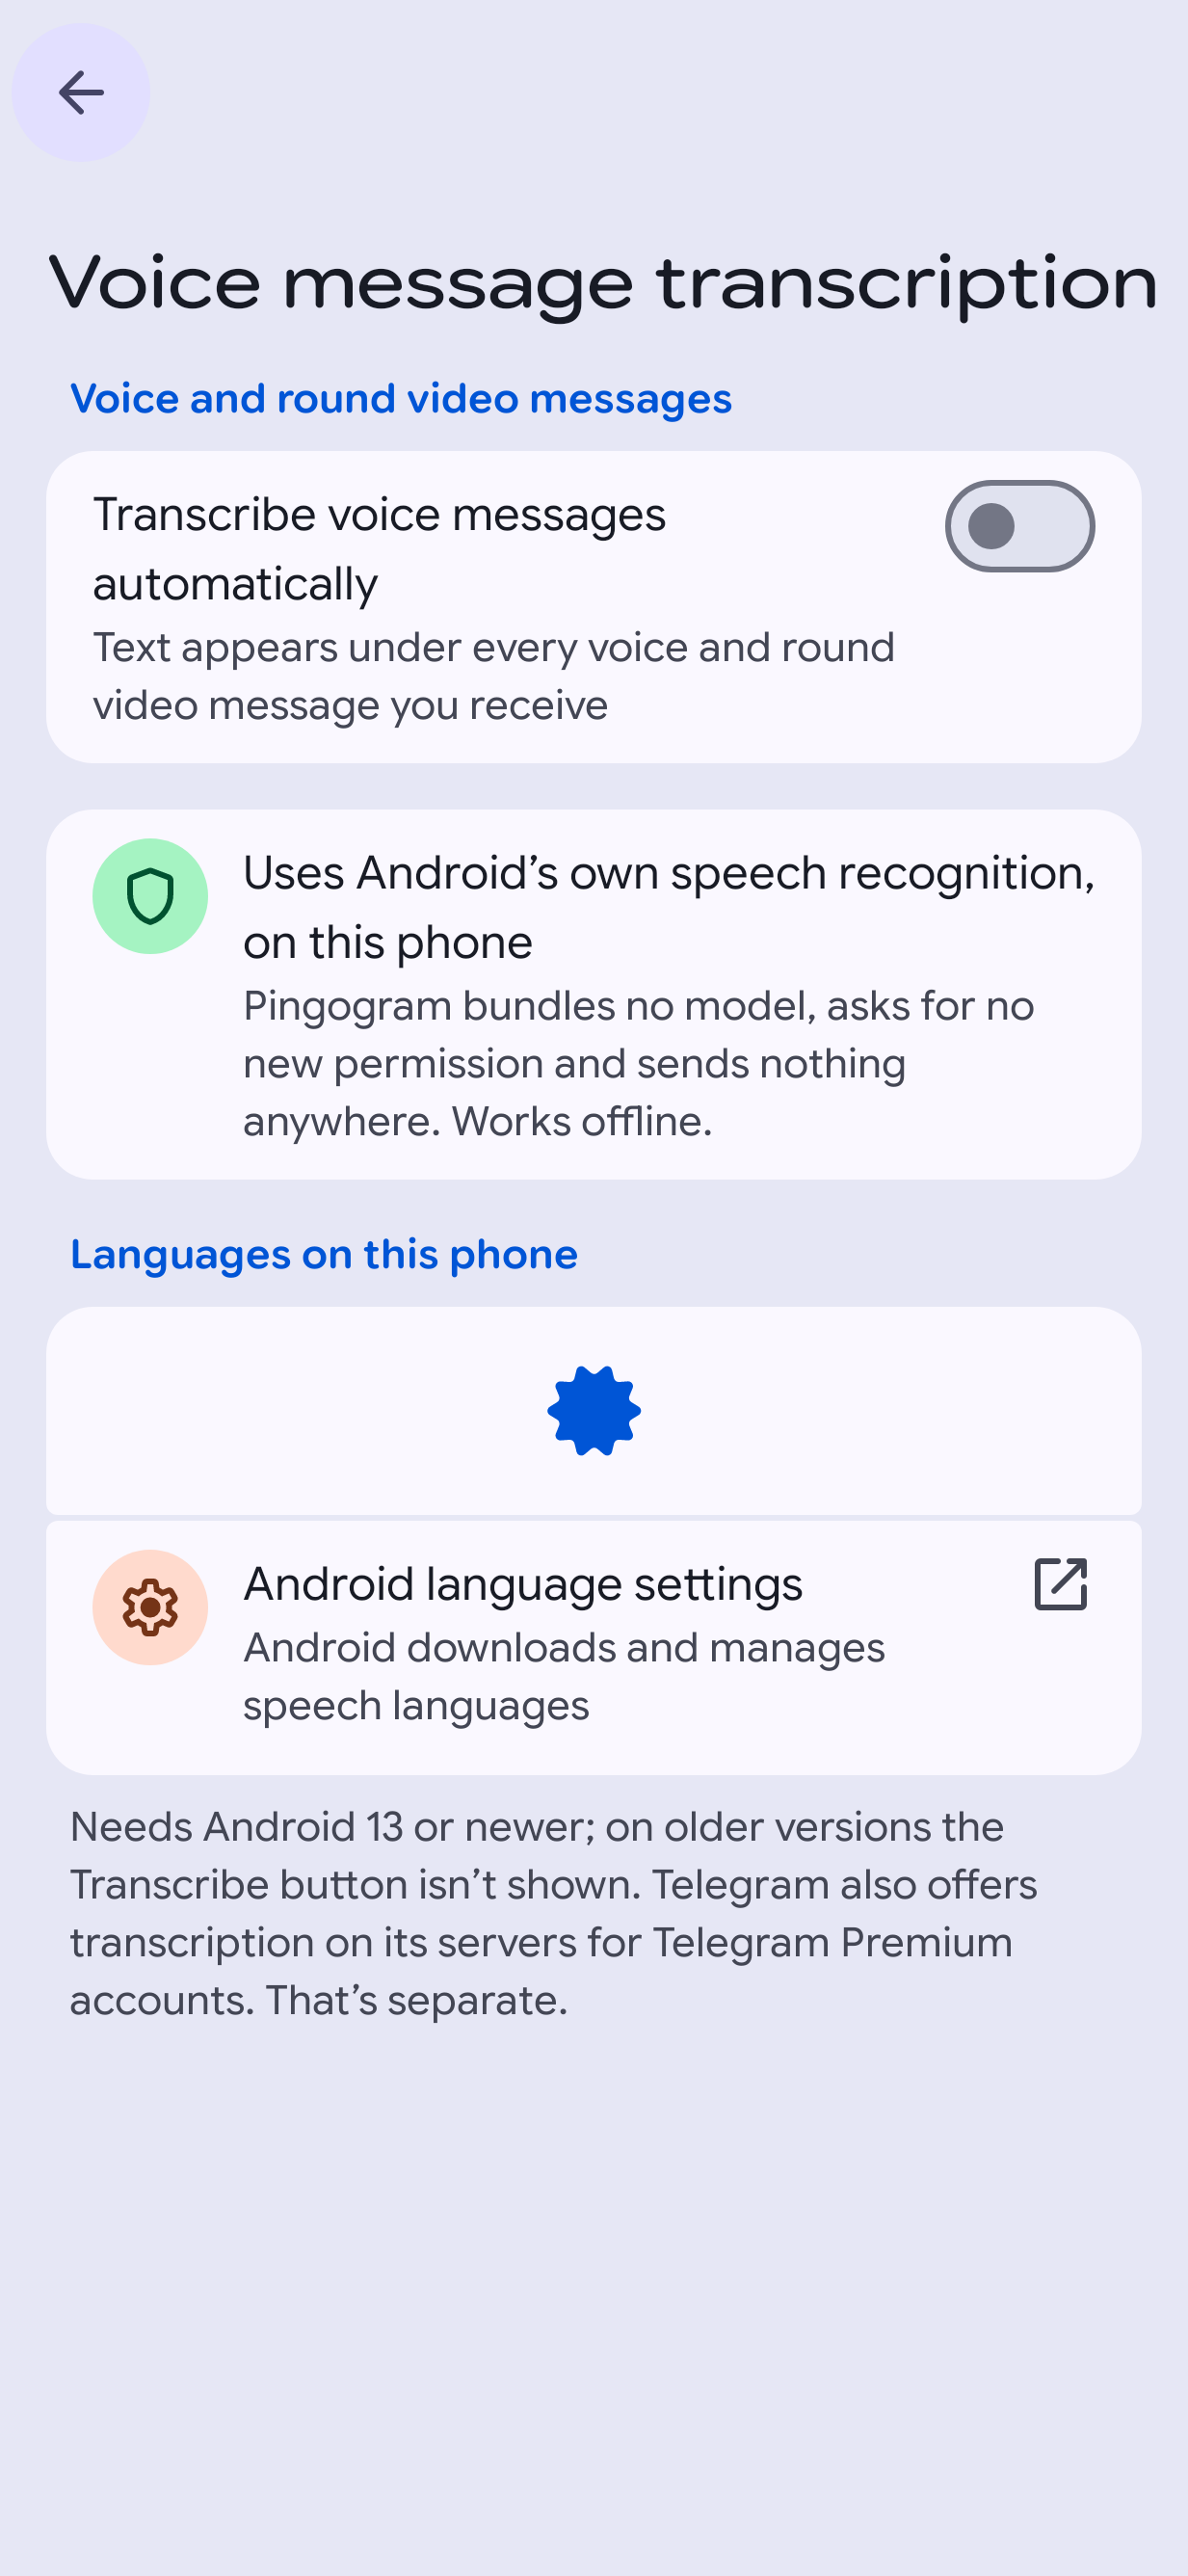 Voice message transcription
Voice and round video messages
Transcribe voice messages
automatically
Text appears under every voice and round
video message you receive
Uses Android’s own speech recognition,
on this phone
Pingogram bundles no model, asks for no
new permission and sends nothing
anywhere. Works offline.
Languages on this phone
Android language settings
Android downloads and manages
speech languages
Needs Android 13 or newer; on older versions the
Transcribe button isn’t shown. Telegram also offers
transcription on its servers for Telegram Premium
accounts. That’s separate.